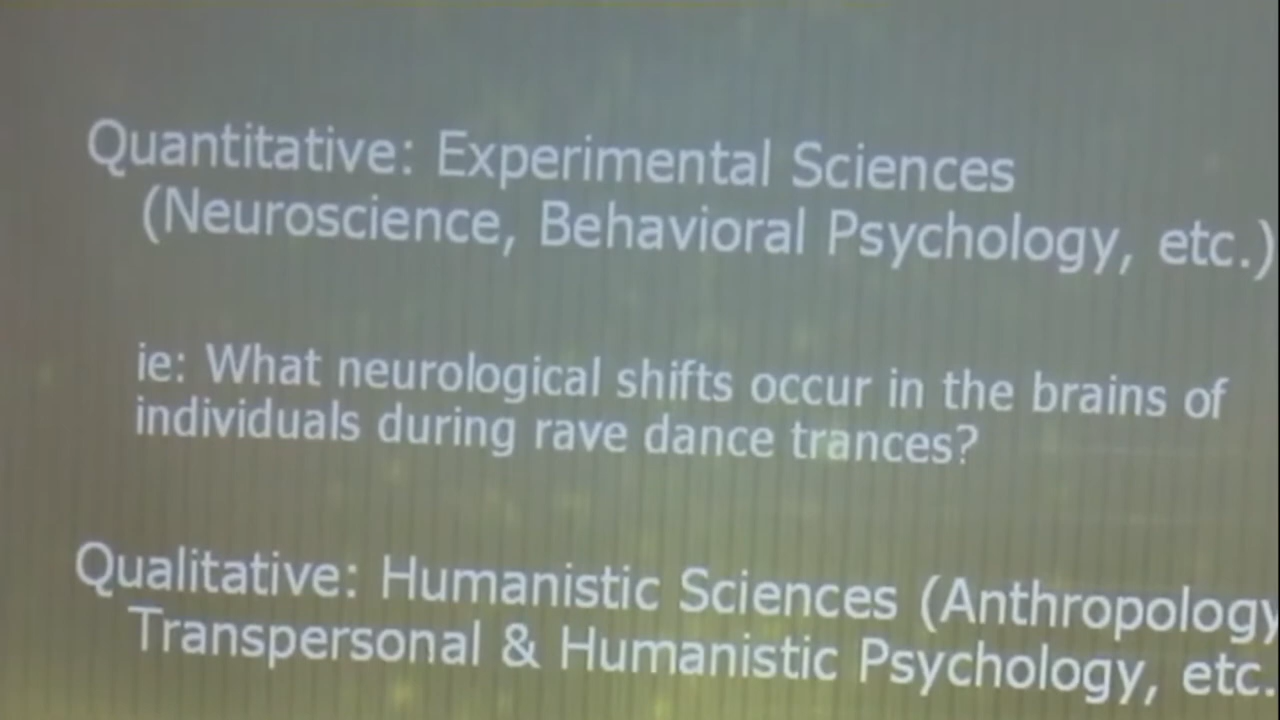 Quantitative: Experimental Sciences
(Neuroscience, Behavioral Psychology, etc.)
ie: What neurological shifts occur in the brains of
individuals during rave dance trances?
Qualitative: Humanistic Sciences (Anthropology
Transpersonal & Humanistic Psychology, etc.